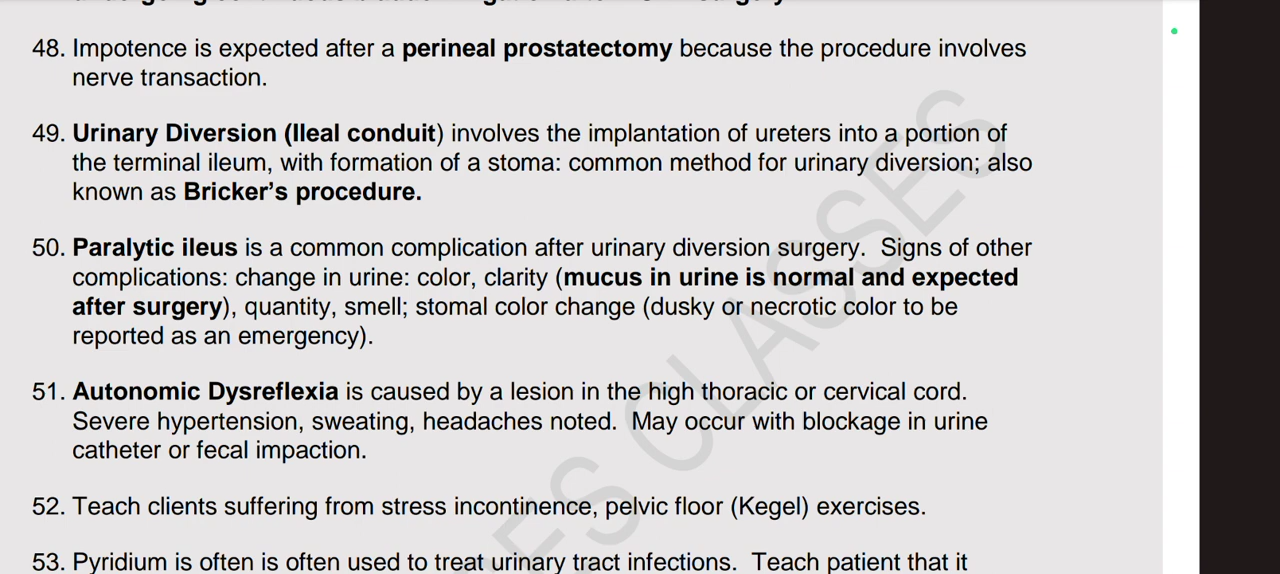 48. Impotence is expected after a perineal prostatectomy because the procedure involves
nerve transaction.
49. Urinary Diversion (Ileal conduit) involves the implantation of ureters into a portion of
the terminal ileum, with formation of a stoma: common method for urinary diversion; also
known as Bricker’s procedure.
50. Paralytic ileus is a common complication after urinary diversion surgery.  Signs of other
complications: change in urine: color, clarity (mucus in urine is normal and expected
after surgery), quantity, smell; stomal color change (dusky or necrotic color to be
reported as an emergency).
51. Autonomic Dysreflexia is caused by a lesion in the high thoracic or cervical cord.
Severe hypertension, sweating, headaches noted.  May occur with blockage in urine
catheter or fecal impaction.
52. Teach clients suffering from stress incontinence, pelvic floor (Kegel) exercises.
53. Pyridium is often is often used to treat urinary tract infections.  Teach patient that it
CLASSES